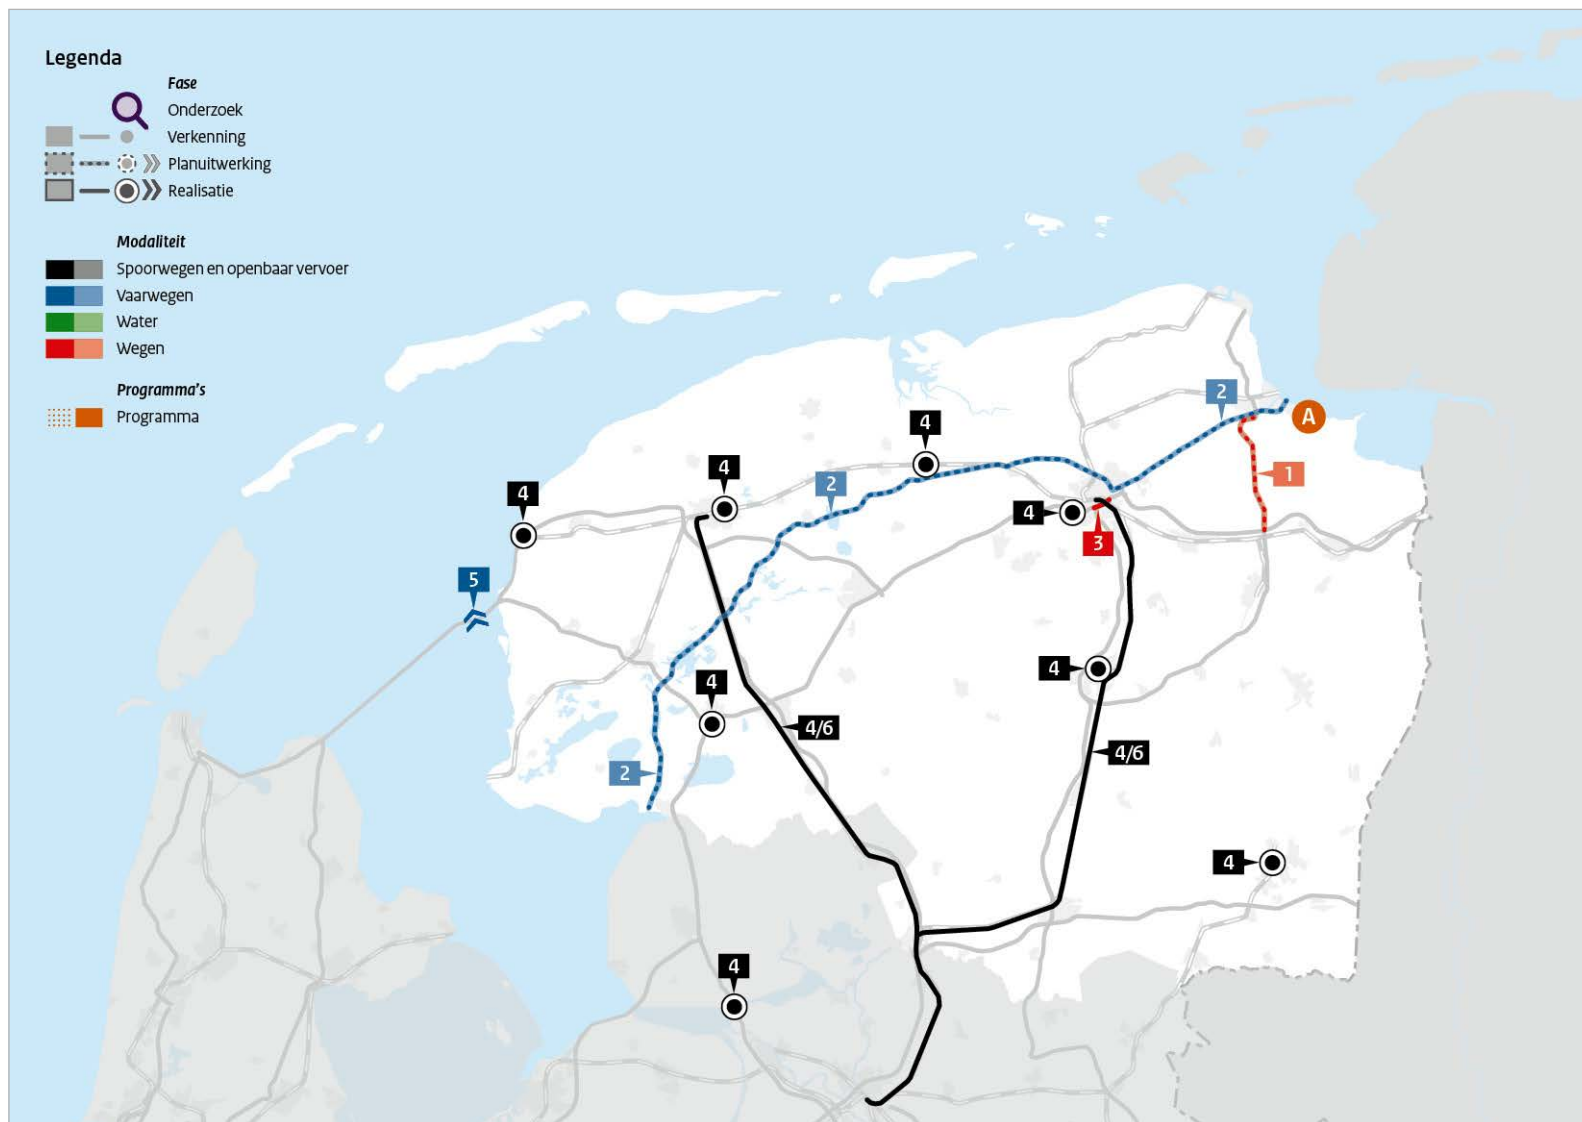 Legenda
Fase
Onderzoek
Verkenning
Planuitwerking
Realisatie
Modaliteit
Spoorwegen en openbaar vervoer
Vaarwegen
Water
Wegen
Programma's
Programma
2
A
4
4
1
2
4
4
3
5
4
4
4/6
4/6
2
4
4